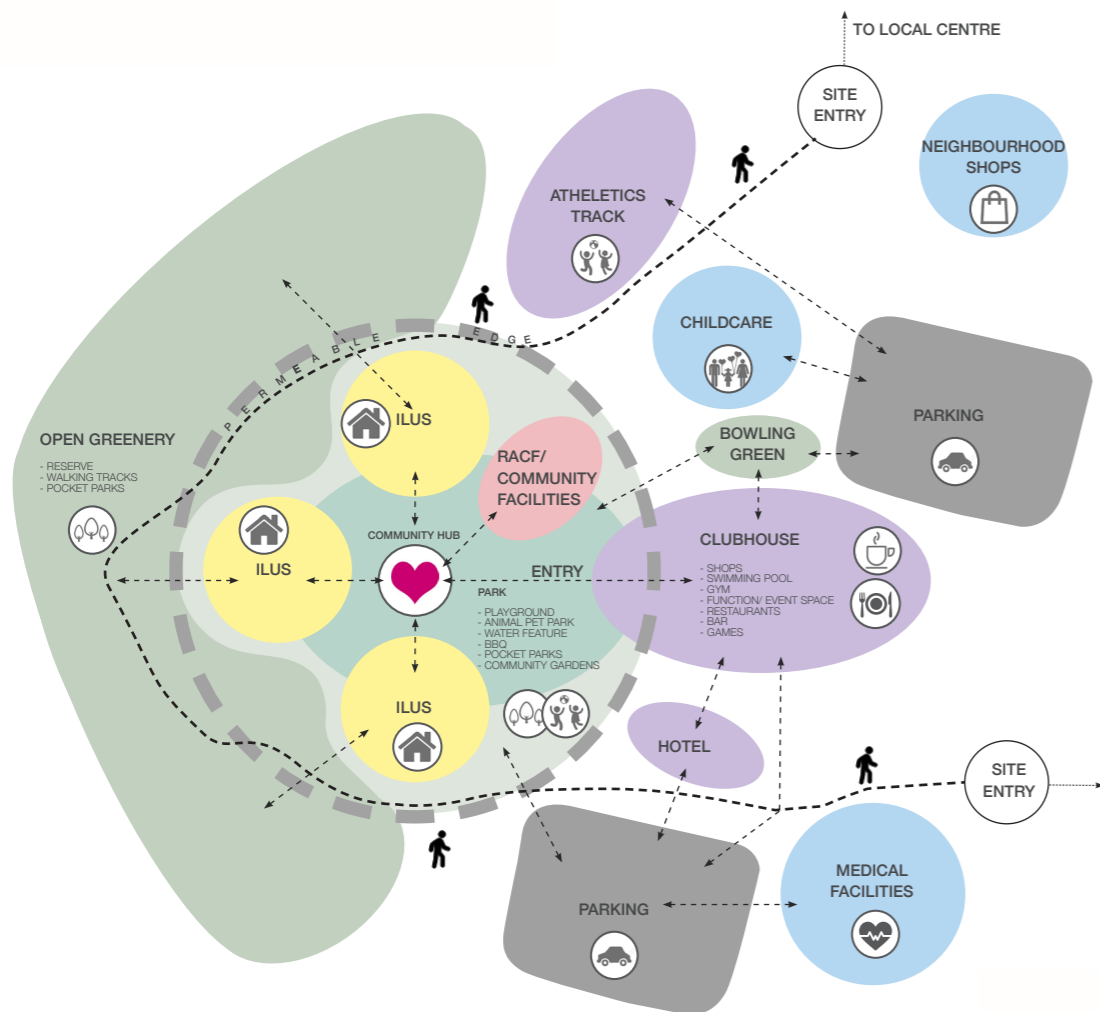 TO LOCAL CENTRE
SITE
ENTRY
NEIGHBOURHOOD
SHOPS
ATHELETICS
TRACK
CHILDCARE
PERMEABLE EDGE
PARKING
ILUS
BOWLING
GREEN
OPEN GREENERY
- RESERVE
- WALKING TRACKS
- POCKET PARKS
RACF/
COMMUNITY
FACILITIES
COMMUNITY HUB
ILUS
ENTRY
CLUBHOUSE
- SHOPS
- SWIMMING POOL
- GYM
- FUNCTION/ EVENT SPACE
- RESTAURANTS
- BAR
- GAMES
PARK
- PLAYGROUND
- ANIMAL PET PARK
- WATER FEATURE
- BBQ
- POCKET PARKS
- COMMUNITY GARDENS
ILUS
HOTEL
SITE
ENTRY
MEDICAL
FACILITIES
PARKING